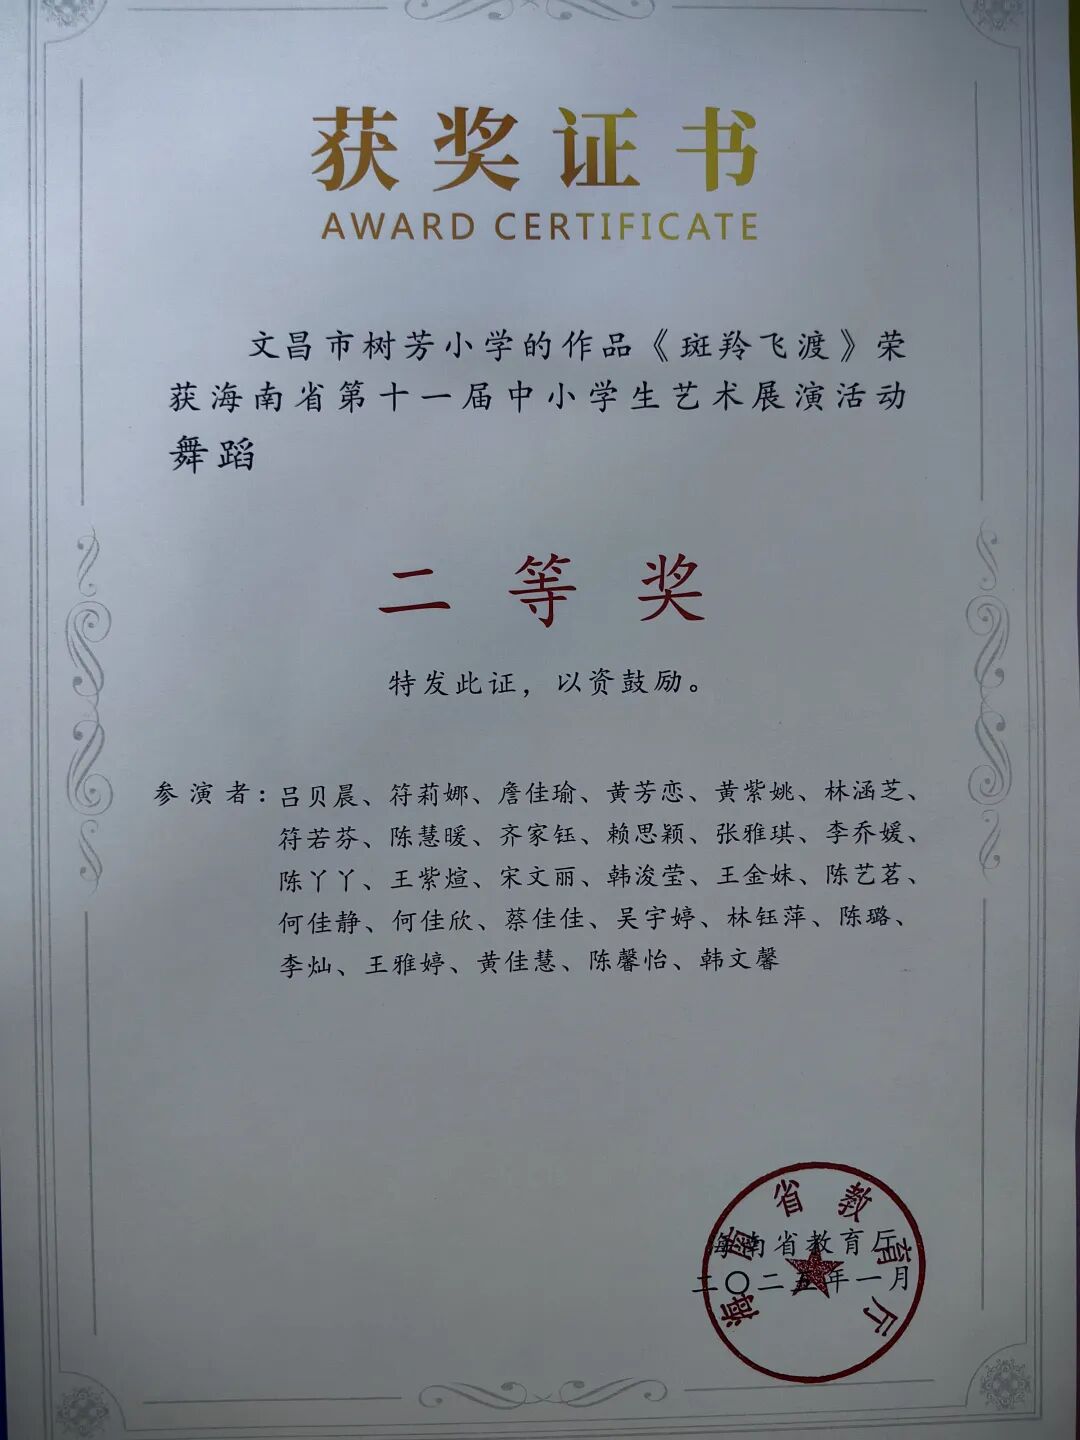 获奖证书
AWARD CERTIFICATE
文昌市树芳小学的作品《斑羚飞渡》荣
获海南省第十一届中小学生艺术展演活动
舞蹈
二等奖
特发此证，以资鼓励。
参演者：吕贝晨、符莉娜、詹佳瑜、黄芳恋、黄紫姚、林涵芝、
符若芬、陈慧暖、齐家钰、赖思颖、张雅琪、李乔媛、
陈丫丫、王紫煊、宋文丽、韩浚莹、王金妹、陈艺茗、
何佳静、何佳欣、蔡佳佳、吴宇婷、林钰萍、陈璐、
李灿、王雅婷、黄佳慧、陈馨怡、韩文馨
海南省教育厅
二〇二五年一月
海南省教育厅